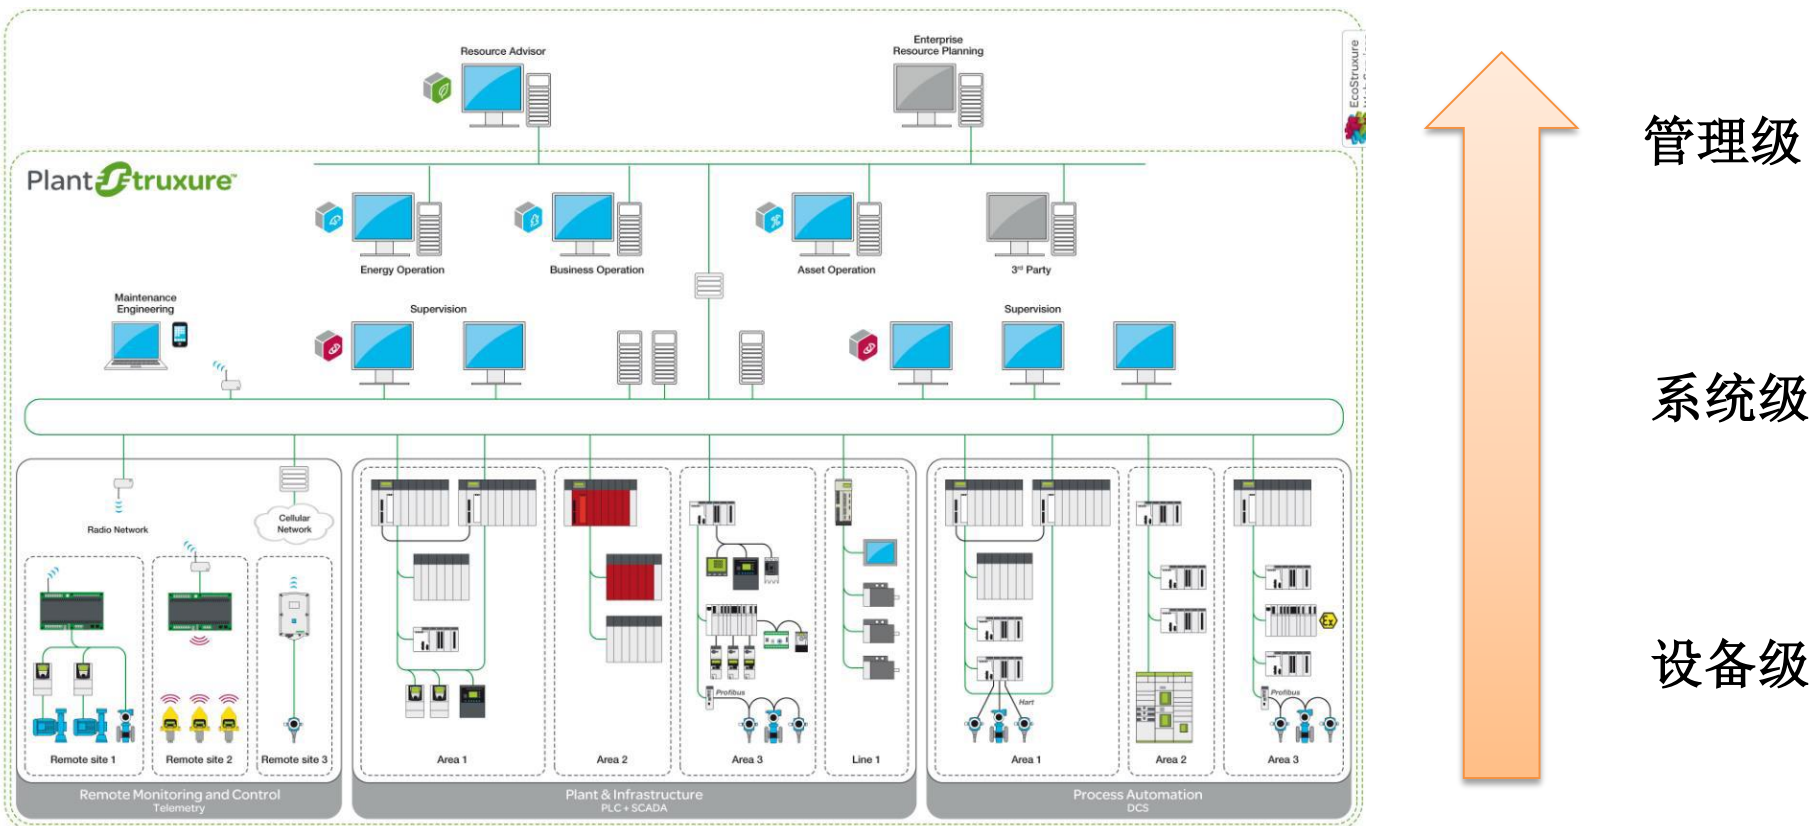 Resource Advisor
Enterprise
Resource Planning
EcoStruxure
管理级
PlantStruxure™
Energy Operation
Business Operation
Asset Operation
3rd Party
Maintenance
Engineering
Supervision
Supervision
系统级
Radio Network
Cellular
Network
设备级
Profibus
Hart
Ex
Profibus
Remote site 1
Remote site 2
Remote site 3
Area 1
Area 2
Area 3
Line 1
Area 1
Area 2
Area 3
Remote Monitoring and Control
Telemetry
Plant & Infrastructure
PLC + SCADA
Process Automation
DCS